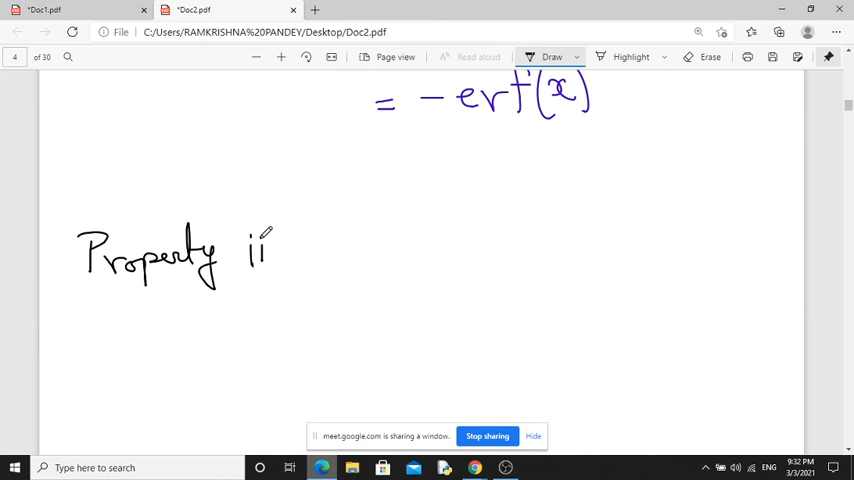 *Doc1.pdf
*Doc2.pdf
File C:/Users/RAMKRISHNA%20PANDEY/Desktop/Doc2.pdf
4 of 30 Page view Read aloud Draw Highlight Erase
= - erf(x)
Property ii
meet.google.com is sharing a window. Stop sharing Hide
Type here to search
ENG
9:32 PM
3/3/2021